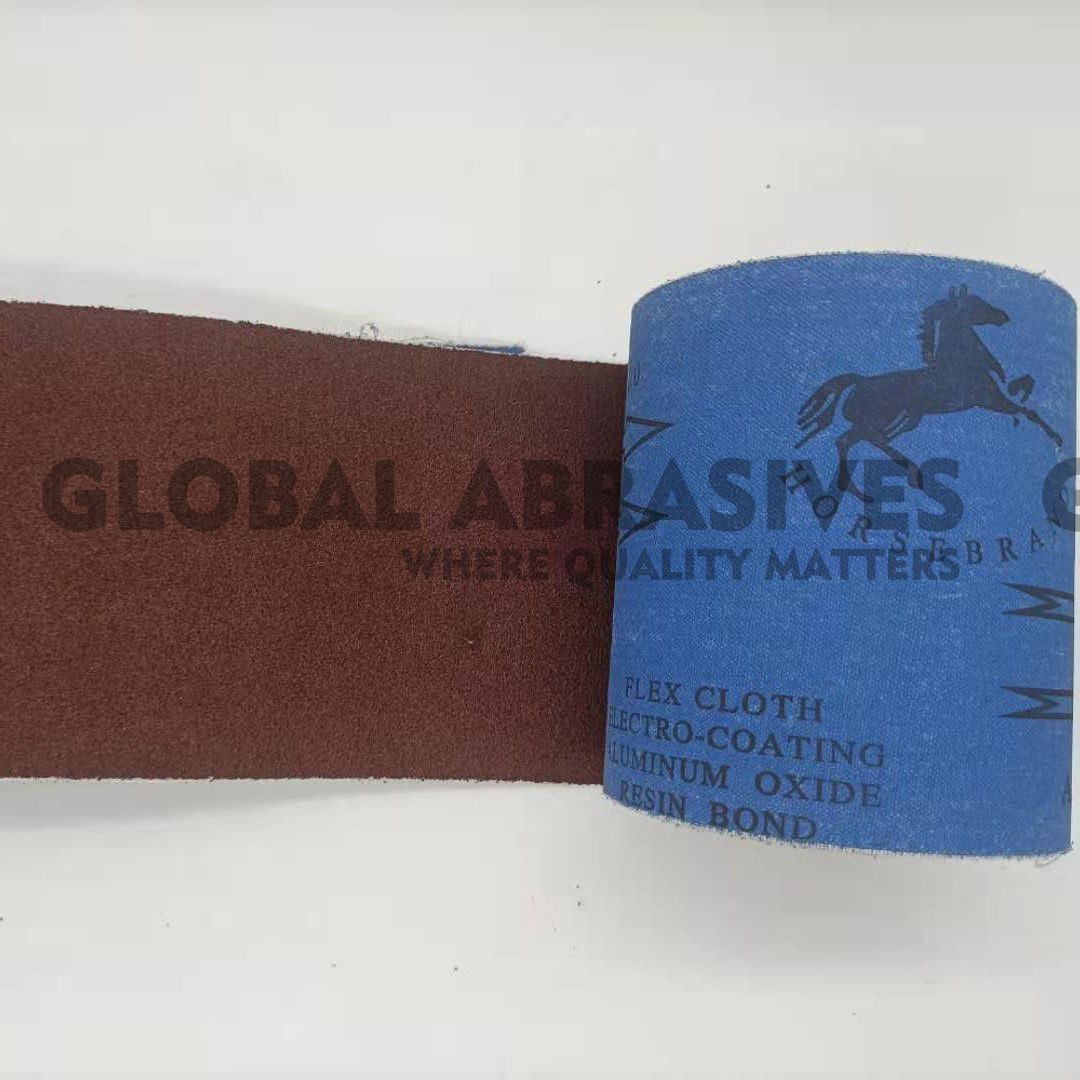 GLOBAL ABRASIVES
WHERE QUALITY MATTERS
FLEX CLOTH
ELECTRO-COATING
ALUMINUM OXIDE
RESIN BOND